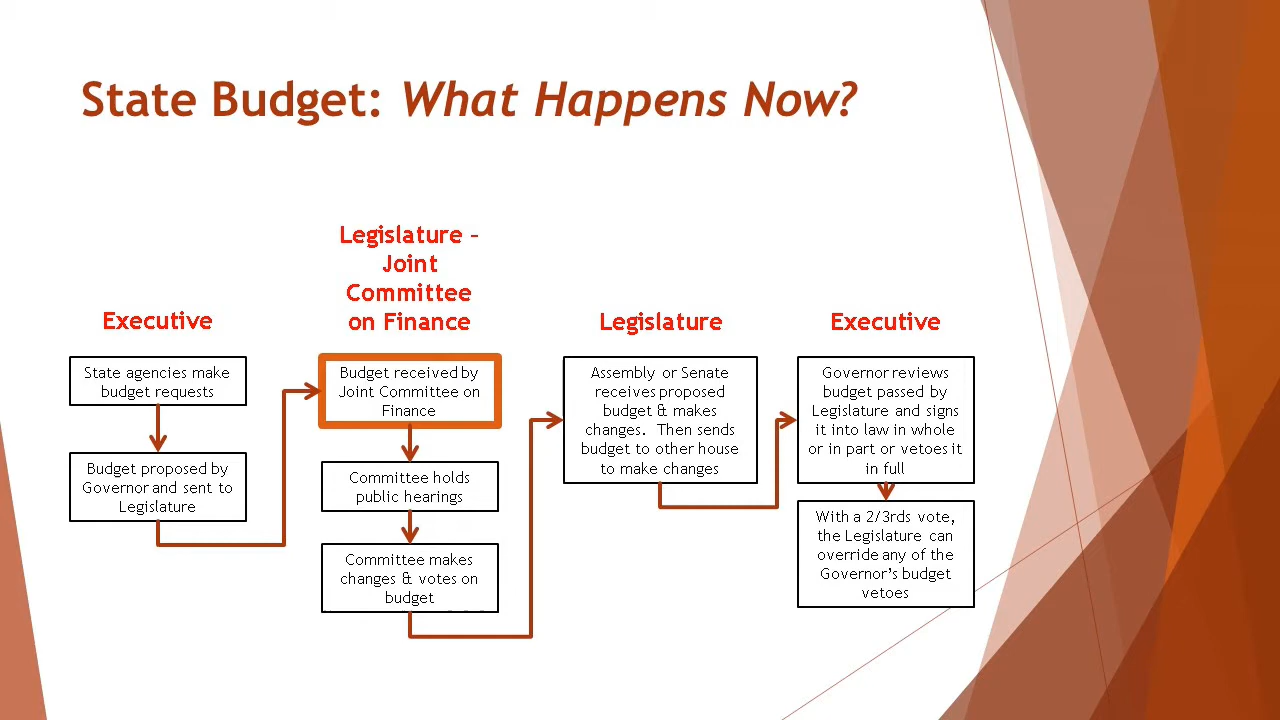 State Budget: What Happens Now?
Executive
State agencies make
budget requests
Budget proposed by
Governor and sent to
Legislature
Legislature –
Joint
Committee
on Finance
Budget received by
Joint Committee on
Finance
Committee holds
public hearings
Committee makes
changes & votes on
budget
Legislature
Assembly or Senate
receives proposed
budget & makes
changes. Then sends
budget to other house
to make changes
Executive
Governor reviews
budget passed by
Legislature and signs
it into law in whole
or in part or vetoes it
in full
With a 2/3rds vote,
the Legislature can
override any of the
Governor's budget
vetoes